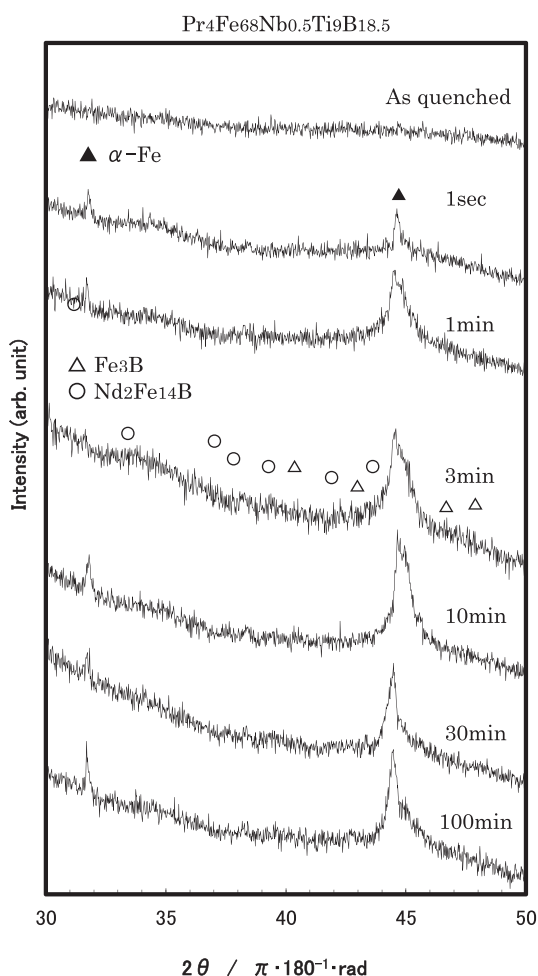 Pr4Fe68Nb0.5Ti9B18.5
As quenched
▲ α-Fe
1sec
1min
△ Fe3B
○ Nd2Fe14B
3min
10min
30min
100min
Intensity (arb. unit)
30 35 40 45 50
2θ / π·180⁻¹·rad